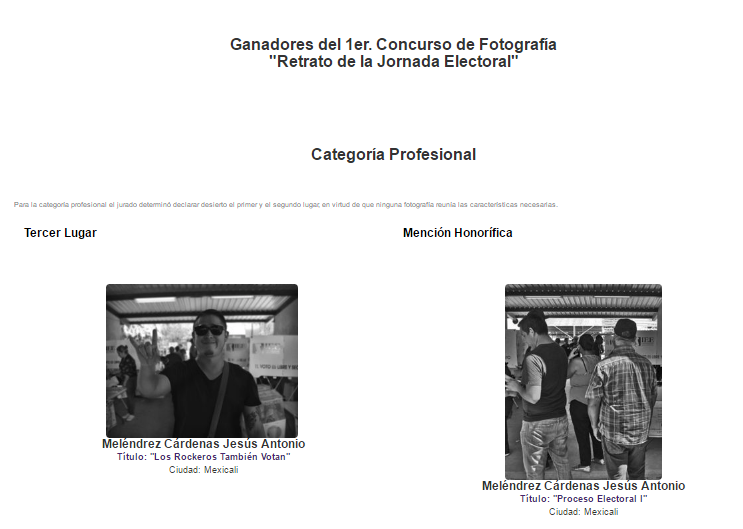 Ganadores del 1er. Concurso de Fotografía
"Retrato de la Jornada Electoral"
Categoría Profesional
Para la categoría profesional el jurado determinó declarar desierto el primer y el segundo lugar, en virtud de que ninguna fotografía reunía las características necesarias.
Tercer Lugar
Mención Honorífica
Meléndrez Cárdenas Jesús Antonio
Título: "Los Rockeros También Votan"
Ciudad: Mexicali
Meléndrez Cárdenas Jesús Antonio
Título: "Proceso Electoral I"
Ciudad: Mexicali